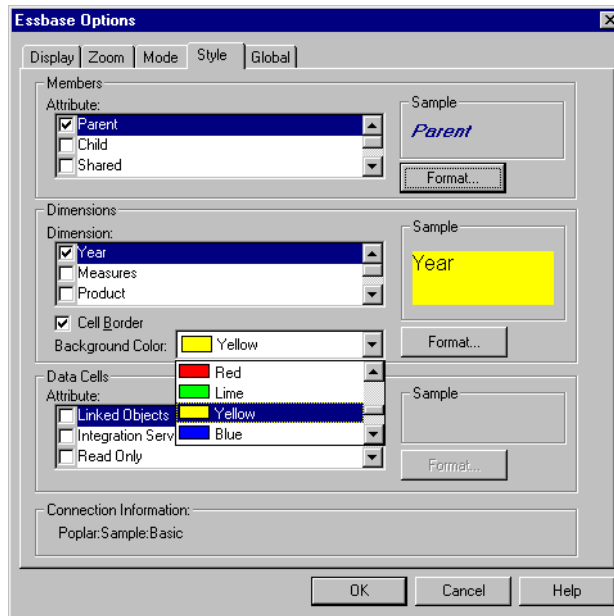 Essbase Options
Display Zoom Mode Style Global
Members
Attribute:
Parent
Child
Shared
Sample
Parent
Format...
Dimensions
Dimension:
Year
Measures
Product
Sample
Year
Cell Border
Background Color: Yellow
Format...
Red
Lime
Yellow
Blue
Data Cells
Attribute:
Linked Objects
Integration Serv
Read Only
Sample
Format...
Connection Information:
Poplar:Sample:Basic
OK Cancel Help